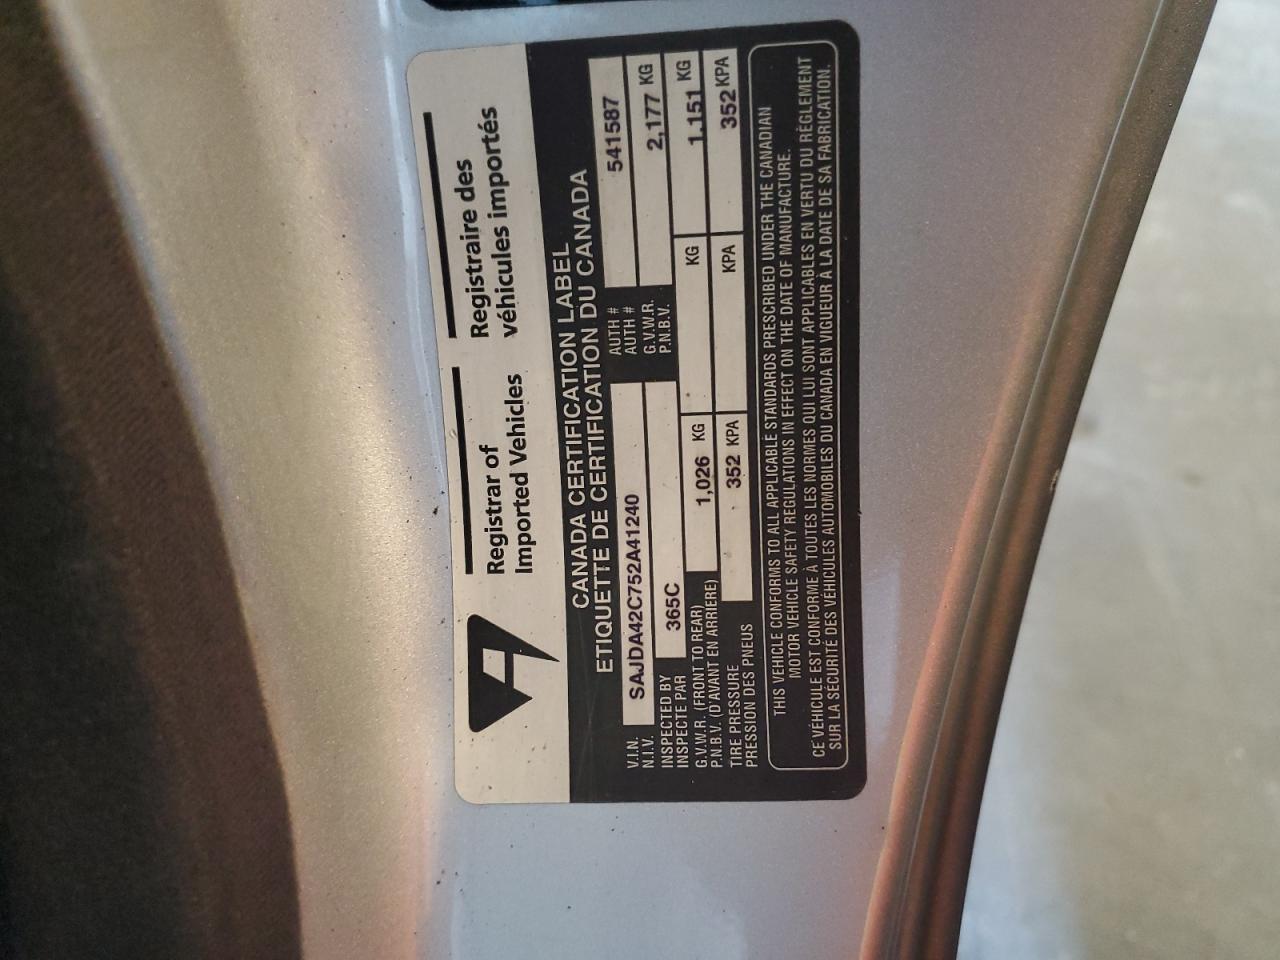 Registrar of
Imported Vehicles
Registraire des
véhicules importés
CANADA CERTIFICATION LABEL
ETIQUETTE DE CERTIFICATION DU CANADA
V.I.N.
N.I.V.
SAJDA42C752A41240
AUTH #
AUTH #
541587
INSPECTED BY
INSPECTE PAR
365C
G.V.W.R.
P.N.B.V.
2,177 KG
G.V.W.R. (FRONT TO REAR)
P.N.B.V. (D'AVANT EN ARRIERE)
1,026 KG
KG
1,151 KG
TIRE PRESSURE
PRESSION DES PNEUS
352 KPA
KPA
352 KPA
THIS VEHICLE CONFORMS TO ALL APPLICABLE STANDARDS PRESCRIBED UNDER THE CANADIAN
MOTOR VEHICLE SAFETY REGULATIONS IN EFFECT ON THE DATE OF MANUFACTURE.
CE VÉHICULE EST CONFORME À TOUTES LES NORMES QUI LUI SONT APPLICABLES EN VERTU DU RÈGLEMENT
SUR LA SÉCURITÉ DES VÉHICULES AUTOMOBILES DU CANADA EN VIGUEUR À LA DATE DE SA FABRICATION.